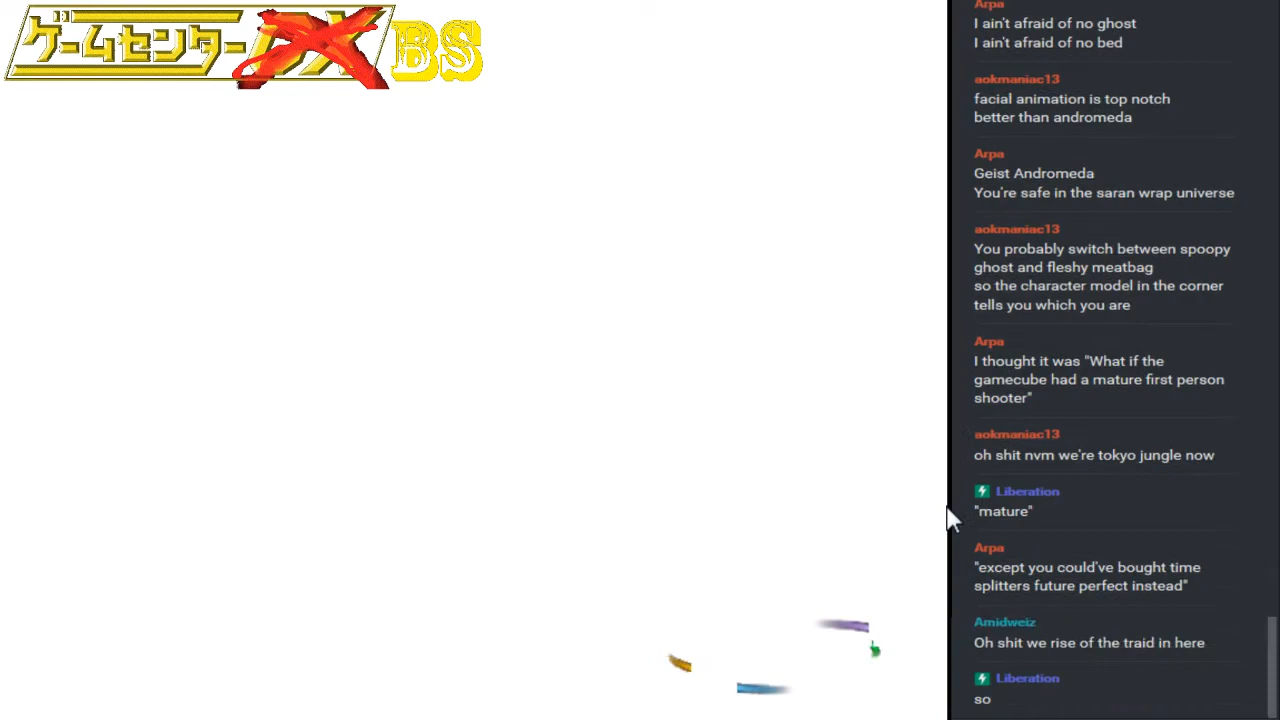 ゲームセンターDX BS
Arpa
I ain't afraid of no ghost
I ain't afraid of no bed
aokmaniac13
facial animation is top notch
better than andromeda
Arpa
Geist Andromeda
You're safe in the saran wrap universe
aokmaniac13
You probably switch between spoopy
ghost and fleshy meatbag
so the character model in the corner
tells you which you are
Arpa
I thought it was "What if the
gamecube had a mature first person
shooter"
aokmaniac13
oh shit nvm we're tokyo jungle now
Liberation
"mature"
Arpa
"except you could've bought time
splitters future perfect instead"
Amidweiz
Oh shit we rise of the traid in here
Liberation
so